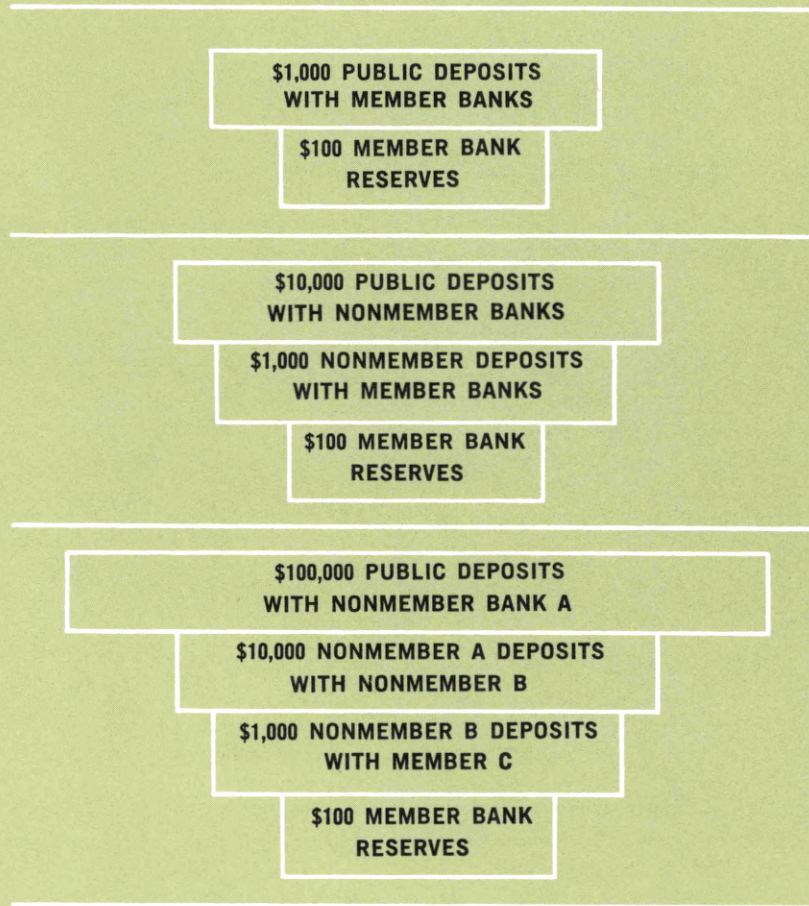 $1,000 PUBLIC DEPOSITS
WITH MEMBER BANKS
$100 MEMBER BANK
RESERVES
$10,000 PUBLIC DEPOSITS
WITH NONMEMBER BANKS
$1,000 NONMEMBER DEPOSITS
WITH MEMBER BANKS
$100 MEMBER BANK
RESERVES
$100,000 PUBLIC DEPOSITS
WITH NONMEMBER BANK A
$10,000 NONMEMBER A DEPOSITS
WITH NONMEMBER B
$1,000 NONMEMBER B DEPOSITS
WITH MEMBER C
$100 MEMBER BANK
RESERVES